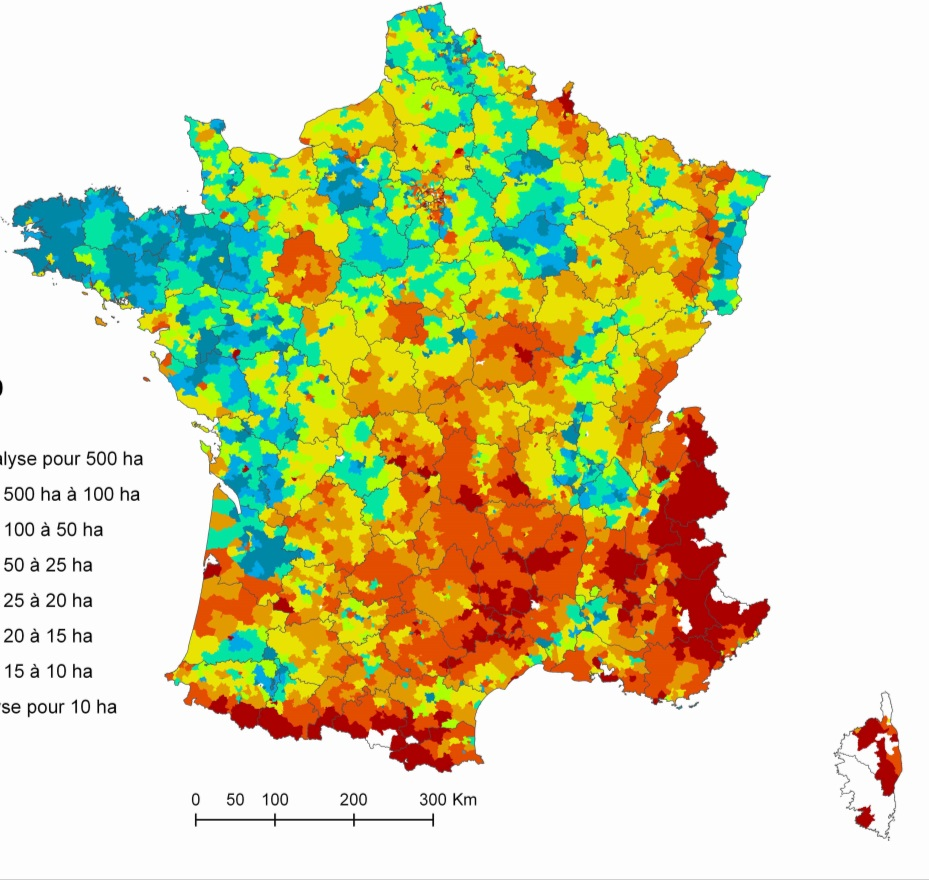 alyse pour 500 ha
500 ha à 100 ha
100 à 50 ha
50 à 25 ha
25 à 20 ha
20 à 15 ha
15 à 10 ha
se pour 10 ha
0 50 100 200 300 Km